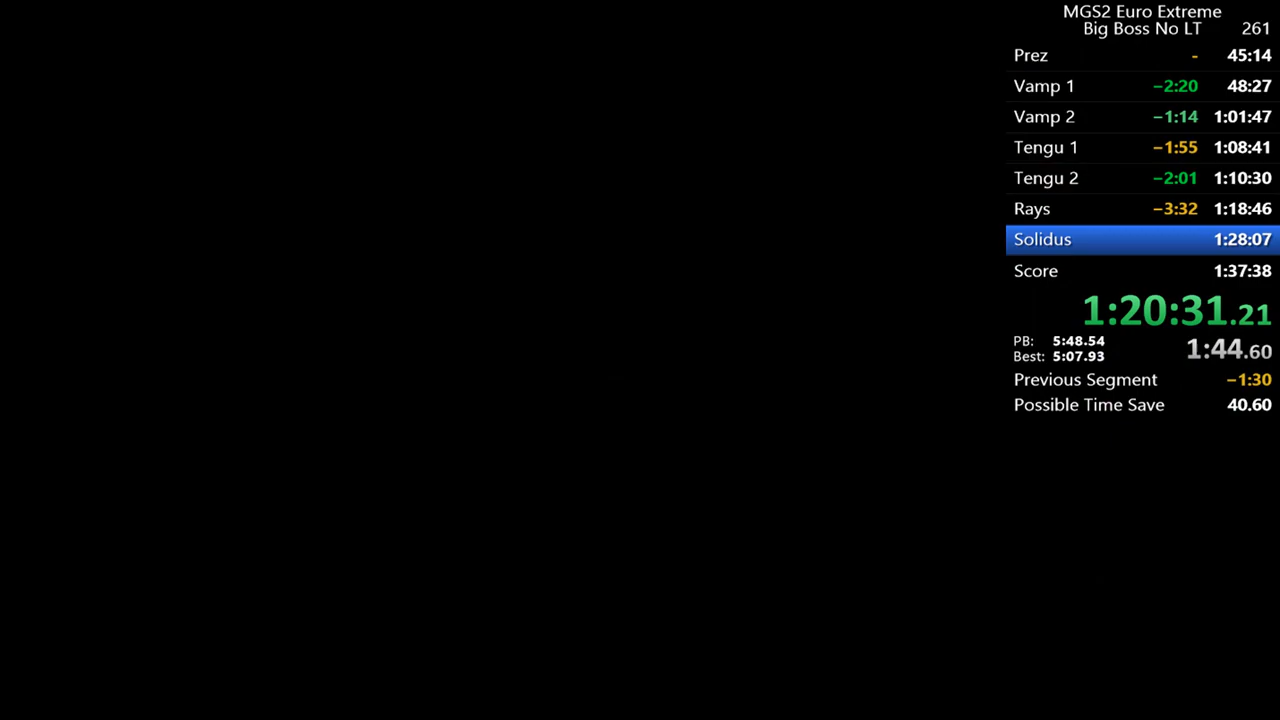 MGS2 Euro Extreme
Big Boss No LT 261
Prez - 45:14
Vamp 1 −2:20 48:27
Vamp 2 −1:14 1:01:47
Tengu 1 −1:55 1:08:41
Tengu 2 −2:01 1:10:30
Rays −3:32 1:18:46
Solidus 1:28:07
Score 1:37:38
1:20:31.21
PB: 5:48.54 1:44.60
Best: 5:07.93
Previous Segment −1:30
Possible Time Save 40.60